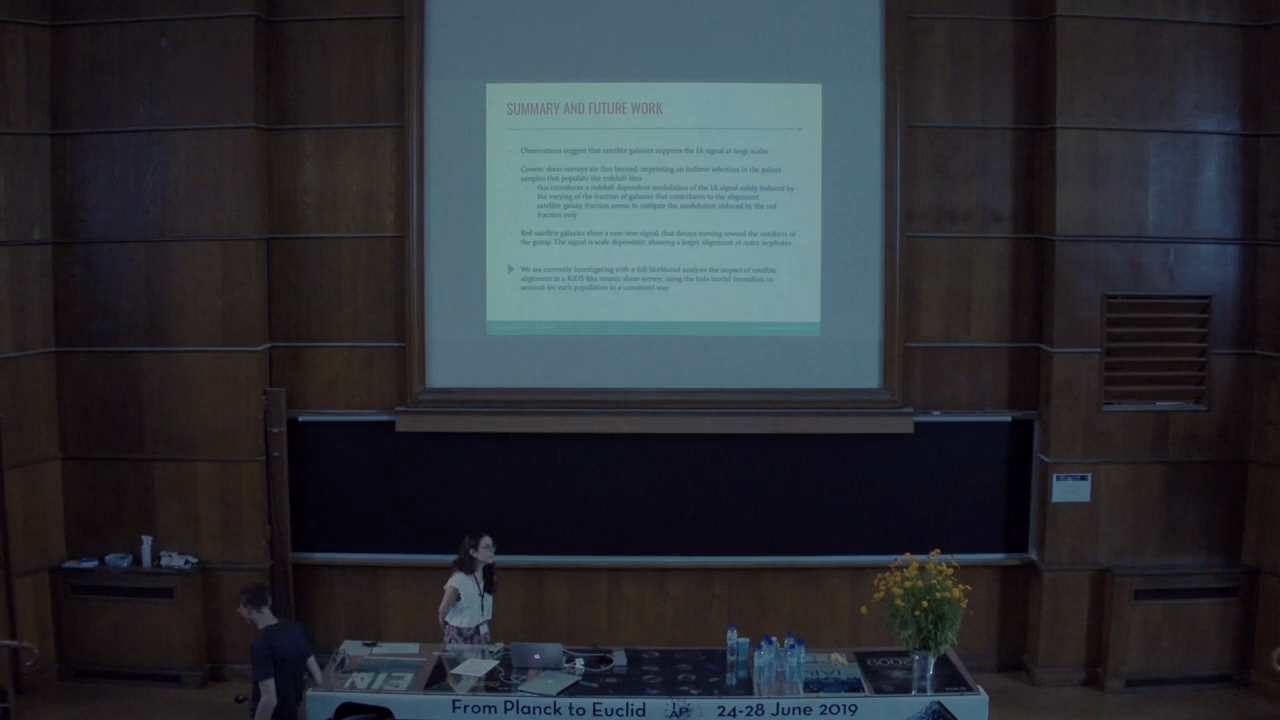 SUMMARY AND FUTURE WORK
Observations suggest that satellite galaxies suppress the IA signal at large scales
Cosmic shear surveys are flux limited, imprinting an indirect selection in the galaxy
samples that populate the redshift bins
this introduces a redshift dependent modulation of the IA signal solely induced by
the varying of the fraction of galaxies that contributes to the alignment
satellite galaxy fraction seems to mitigate the modulation induced by the red
fraction only
Red satellite galaxies show a non-zero signal, that decays moving toward the outskirts of
the group. The signal is scale dependent, showing a larger alignment at outer isophotes
We are currently investigating with a full likelihood analysis the impact of satellite
alignment in a KiDS-like cosmic shear survey, using the halo model formalism to
account for each population in a consistent way
From Planck to Euclid 24-28 June 2019